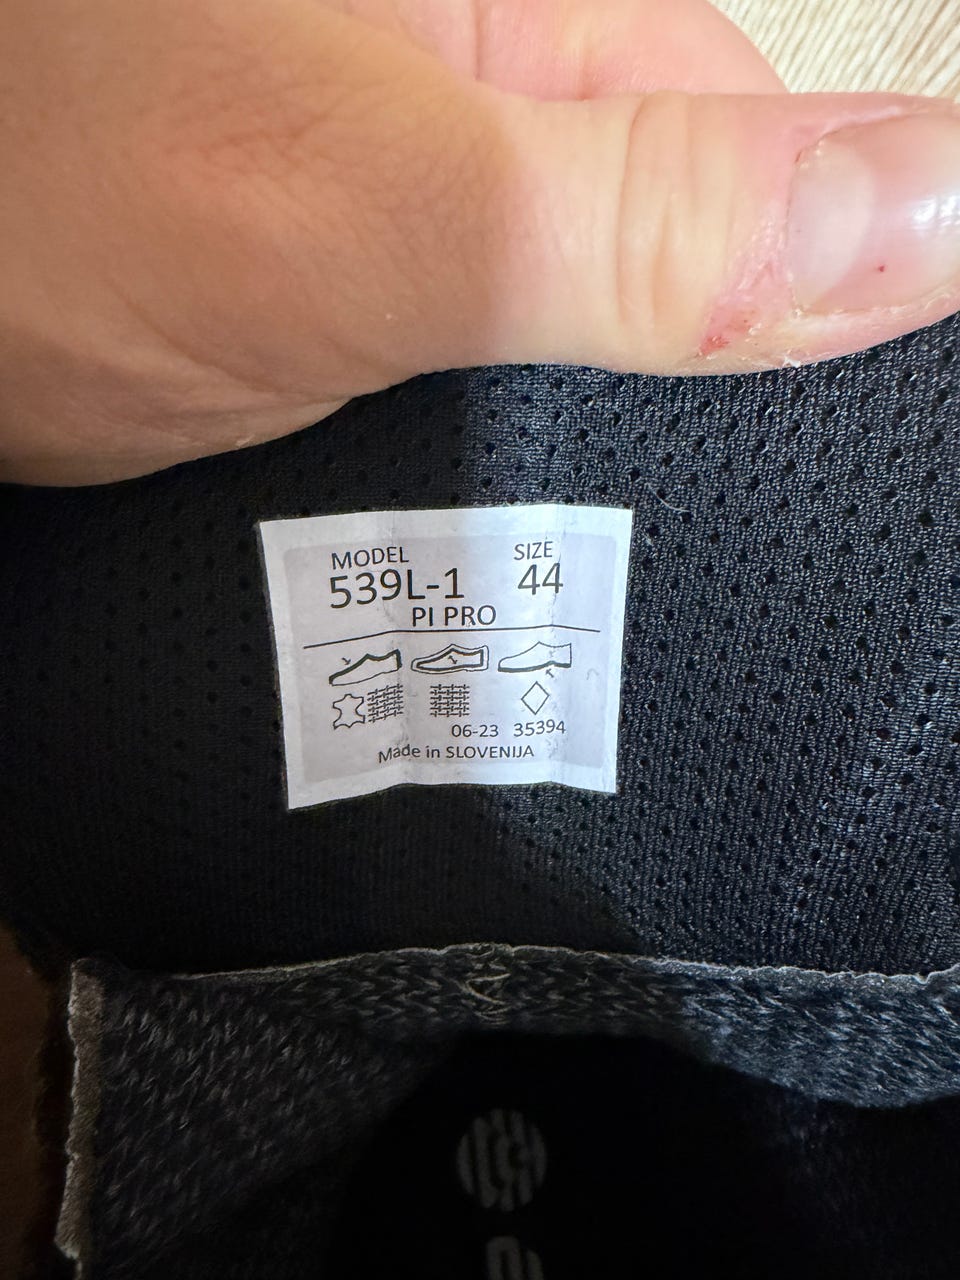 MODEL SIZE
539L-1 44
PI PRO
06-23 35394
Made in SLOVENIJA